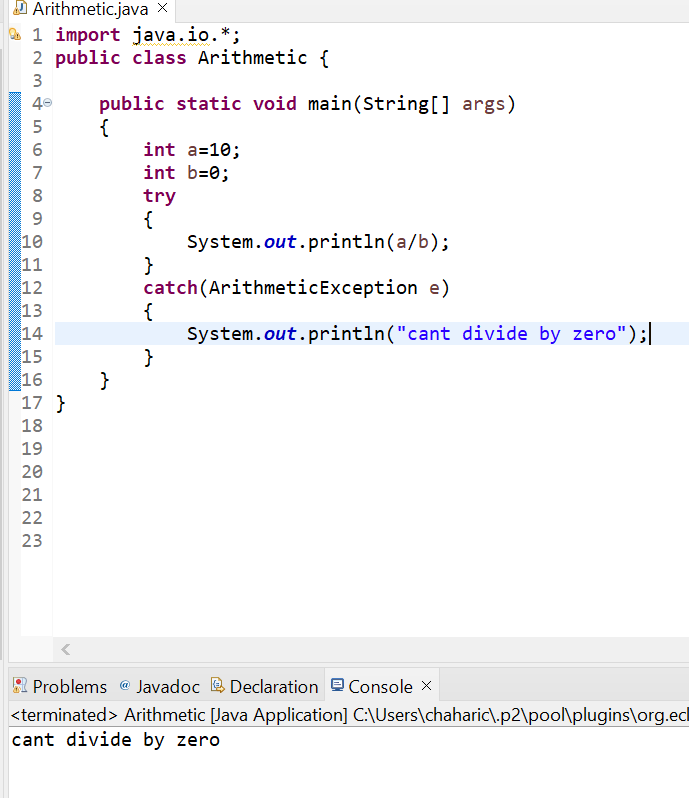 Arithmetic.java
1 import java.io.*;
2 public class Arithmetic {
3
4 public static void main(String[] args)
5 {
6 int a=10;
7 int b=0;
8 try
9 {
10 System.out.println(a/b);
11 }
12 catch(ArithmeticException e)
13 {
14 System.out.println("cant divide by zero");
15 }
16 }
17 }
18
19
20
21
22
23
Problems @ Javadoc Declaration Console
<terminated> Arithmetic [Java Application] C:\Users\chaharic\.p2\pool\plugins\org.ecl
cant divide by zero